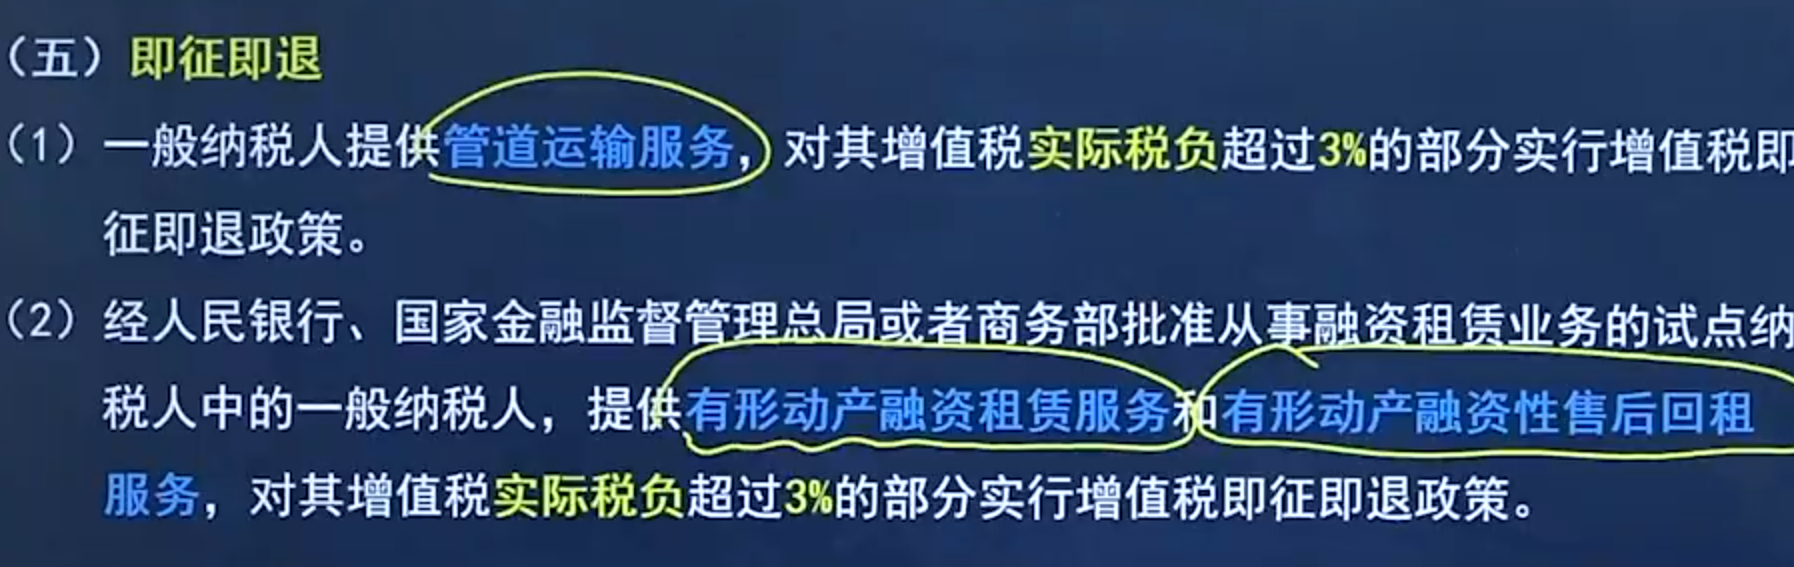 （五）即征即退
（1）一般纳税人提供管道运输服务，对其增值税实际税负超过3%的部分实行增值税即
征即退政策。
（2）经人民银行、国家金融监督管理总局或者商务部批准从事融资租赁业务的试点纳
税人中的一般纳税人，提供有形动产融资租赁服务和有形动产融资性售后回租
服务，对其增值税实际税负超过3%的部分实行增值税即征即退政策。